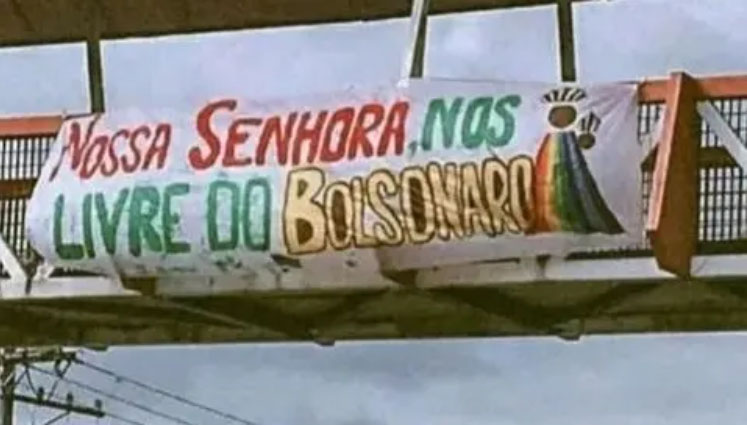 NOSSA SENHORA, NOS
LIVRE DO BOLSONARO